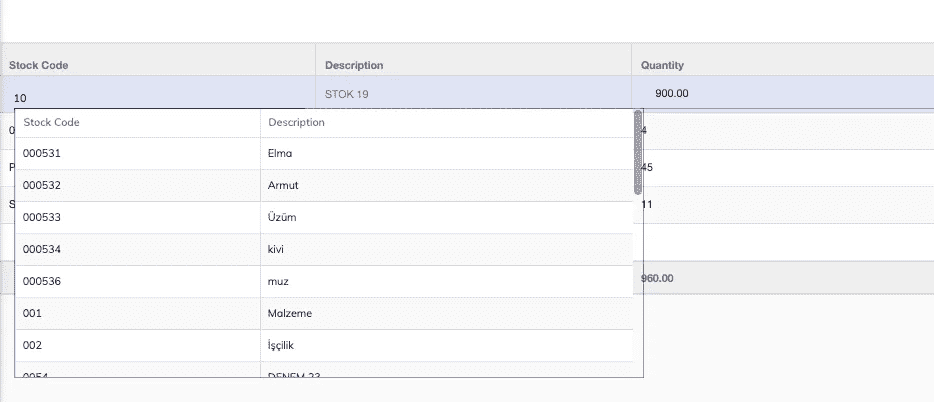 Stock Code Description Quantity
10 STOK 19 900.00
Stock Code Description
0 4
000531 Elma
P 45
000532 Armut
S 11
000533 Üzüm
000534 kivi
000536 muz 960.00
001 Malzeme
002 İşçilik
0054 DENEM 23